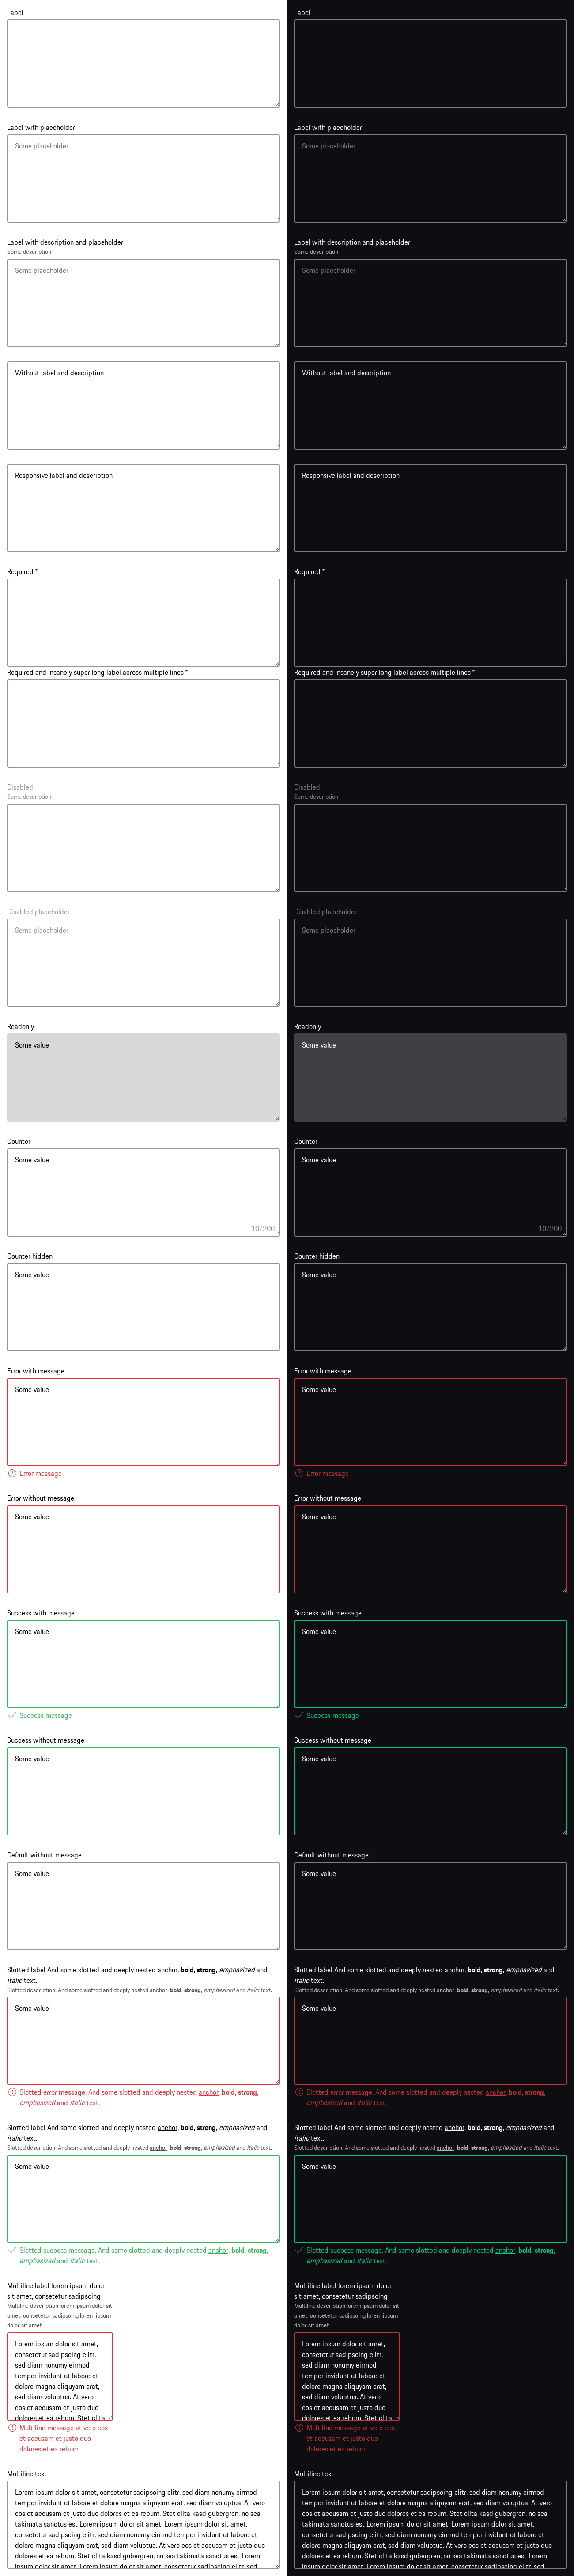 Label
Label with placeholder
Some placeholder
Label with description and placeholder
Some description
Some placeholder
Without label and description
Responsive label and description
Required *
Required and insanely super long label across multiple lines *
Disabled
Some description
Disabled placeholder
Some placeholder
Readonly
Some value
Counter
Some value
10/200
Counter hidden
Some value
Error with message
Some value
Error message
Error without message
Some value
Success with message
Some value
Success message
Success without message
Some value
Default without message
Some value
Slotted label And some slotted and deeply nested anchor, bold, strong, emphasized and
italic text.
Slotted description. And some slotted and deeply nested anchor, bold, strong, emphasized and italic text.
Some value
Slotted error message. And some slotted and deeply nested anchor, bold, strong,
emphasized and italic text.
Slotted label And some slotted and deeply nested anchor, bold, strong, emphasized and
italic text.
Slotted description. And some slotted and deeply nested anchor, bold, strong, emphasized and italic text.
Some value
Slotted success message. And some slotted and deeply nested anchor, bold, strong,
emphasized and italic text.
Multiline label lorem ipsum dolor
sit amet, consetetur sadipscing
Multiline description lorem ipsum dolor sit
amet, consetetur sadipscing lorem ipsum
dolor sit amet
Lorem ipsum dolor sit amet,
consetetur sadipscing elitr,
sed diam nonumy eirmod
tempor invidunt ut labore et
dolore magna aliquyam erat,
sed diam voluptua. At vero
eos et accusam et justo duo
dolores et ea rebum. Stet clita
Multiline message at vero eos
et accusam et justo duo
dolores et ea rebum.
Multiline text
Lorem ipsum dolor sit amet, consetetur sadipscing elitr, sed diam nonumy eirmod
tempor invidunt ut labore et dolore magna aliquyam erat, sed diam voluptua. At vero
eos et accusam et justo duo dolores et ea rebum. Stet clita kasd gubergren, no sea
takimata sanctus est Lorem ipsum dolor sit amet. Lorem ipsum dolor sit amet,
consetetur sadipscing elitr, sed diam nonumy eirmod tempor invidunt ut labore et
dolore magna aliquyam erat, sed diam voluptua. At vero eos et accusam et justo duo
dolores et ea rebum. Stet clita kasd gubergren, no sea takimata sanctus est Lorem
ipsum dolor sit amet. Lorem ipsum dolor sit amet, consetetur sadipscing elitr, sed
Label
Label with placeholder
Some placeholder
Label with description and placeholder
Some description
Some placeholder
Without label and description
Responsive label and description
Required *
Required and insanely super long label across multiple lines *
Disabled
Some description
Disabled placeholder
Some placeholder
Readonly
Some value
Counter
Some value
10/200
Counter hidden
Some value
Error with message
Some value
Error message
Error without message
Some value
Success with message
Some value
Success message
Success without message
Some value
Default without message
Some value
Slotted label And some slotted and deeply nested anchor, bold, strong, emphasized and
italic text.
Slotted description. And some slotted and deeply nested anchor, bold, strong, emphasized and italic text.
Some value
Slotted error message. And some slotted and deeply nested anchor, bold, strong,
emphasized and italic text.
Slotted label And some slotted and deeply nested anchor, bold, strong, emphasized and
italic text.
Slotted description. And some slotted and deeply nested anchor, bold, strong, emphasized and italic text.
Some value
Slotted success message. And some slotted and deeply nested anchor, bold, strong,
emphasized and italic text.
Multiline label lorem ipsum dolor
sit amet, consetetur sadipscing
Multiline description lorem ipsum dolor sit
amet, consetetur sadipscing lorem ipsum
dolor sit amet
Lorem ipsum dolor sit amet,
consetetur sadipscing elitr,
sed diam nonumy eirmod
tempor invidunt ut labore et
dolore magna aliquyam erat,
sed diam voluptua. At vero
eos et accusam et justo duo
dolores et ea rebum. Stet clita
Multiline message at vero eos
et accusam et justo duo
dolores et ea rebum.
Multiline text
Lorem ipsum dolor sit amet, consetetur sadipscing elitr, sed diam nonumy eirmod
tempor invidunt ut labore et dolore magna aliquyam erat, sed diam voluptua. At vero
eos et accusam et justo duo dolores et ea rebum. Stet clita kasd gubergren, no sea
takimata sanctus est Lorem ipsum dolor sit amet. Lorem ipsum dolor sit amet,
consetetur sadipscing elitr, sed diam nonumy eirmod tempor invidunt ut labore et
dolore magna aliquyam erat, sed diam voluptua. At vero eos et accusam et justo duo
dolores et ea rebum. Stet clita kasd gubergren, no sea takimata sanctus est Lorem
ipsum dolor sit amet. Lorem ipsum dolor sit amet, consetetur sadipscing elitr, sed